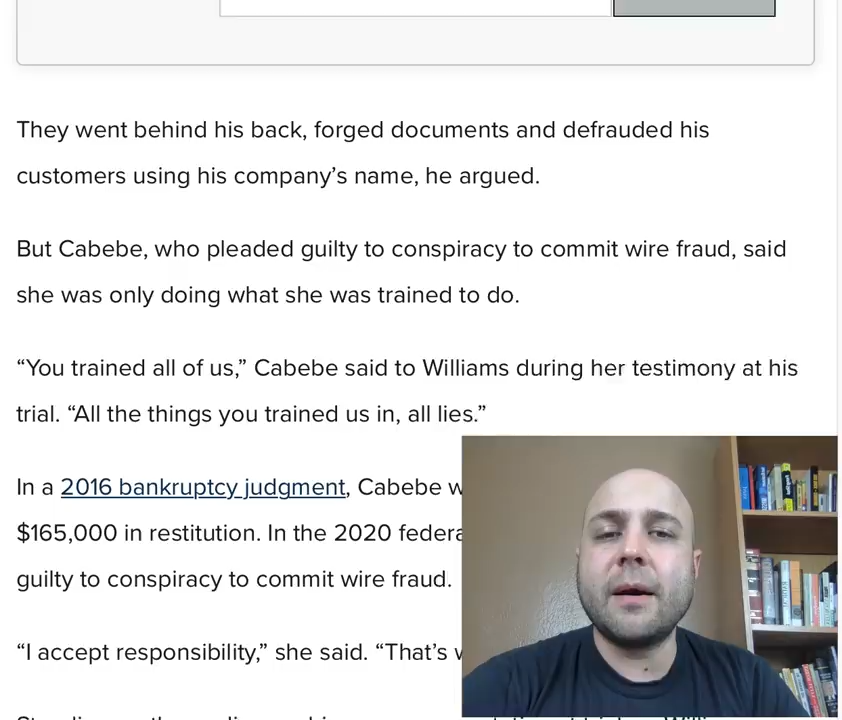 They went behind his back, forged documents and defrauded his
customers using his company’s name, he argued.
But Cabebe, who pleaded guilty to conspiracy to commit wire fraud, said
she was only doing what she was trained to do.
“You trained all of us,” Cabebe said to Williams during her testimony at his
trial. “All the things you trained us in, all lies.”
In a 2016 bankruptcy judgment, Cabebe w
$165,000 in restitution. In the 2020 federa
guilty to conspiracy to commit wire fraud.
“I accept responsibility,” she said. “That’s